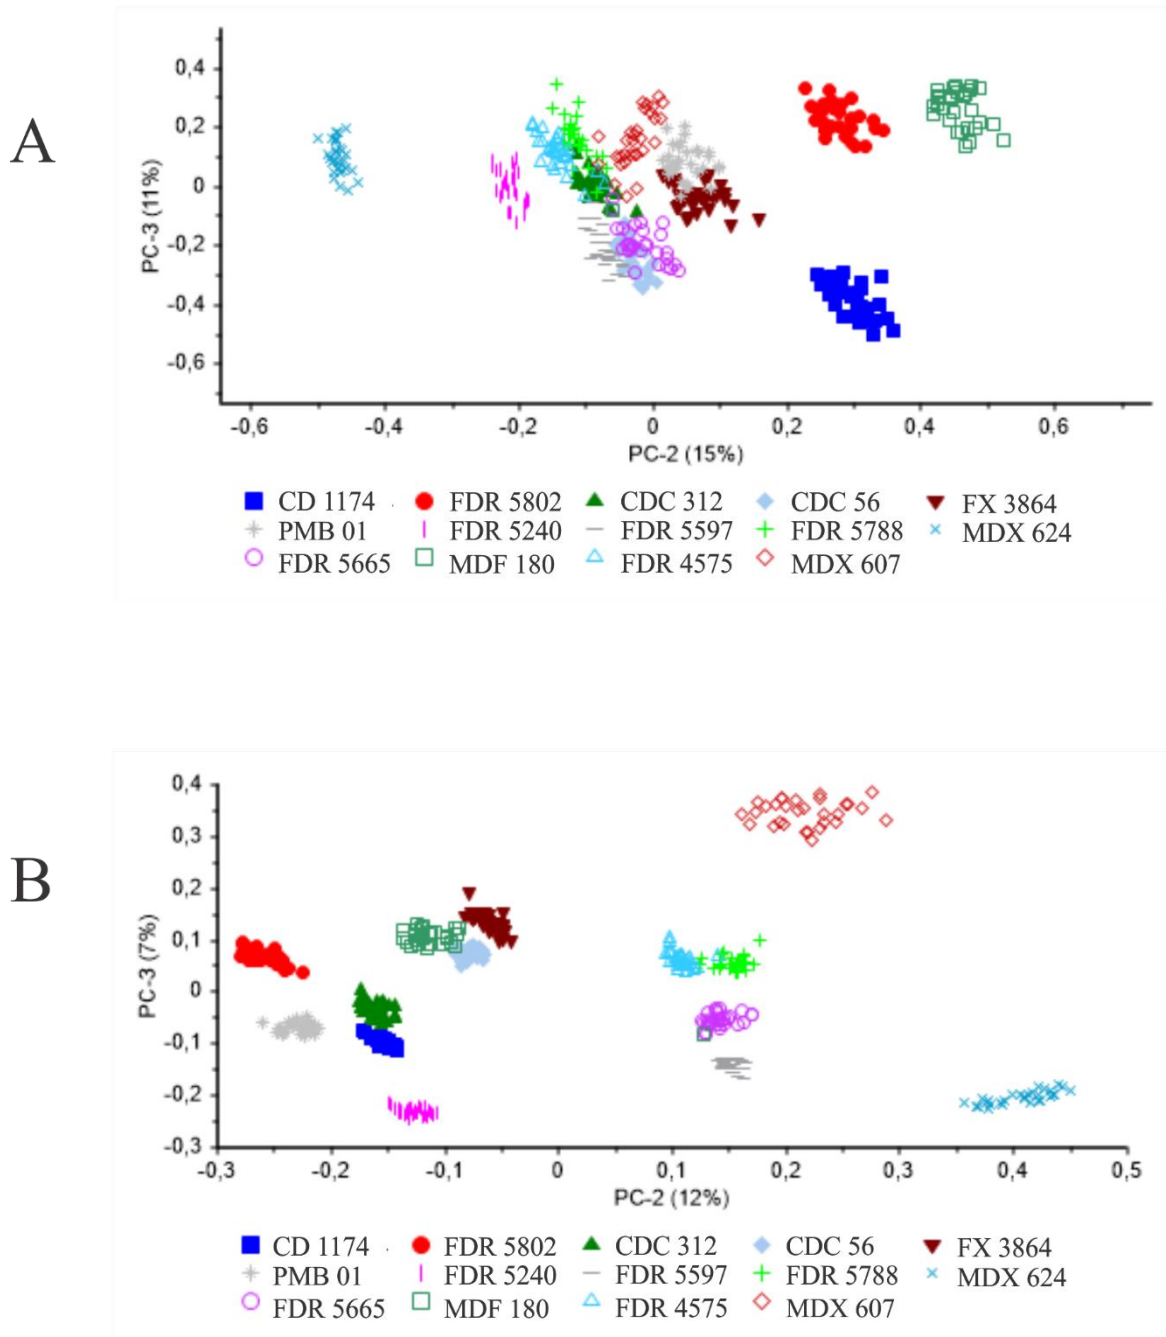 A
0,4
0,2
0
-0,2
-0,4
-0,6
PC-3 (11%)
-0,6 -0,4 -0,2 0 0,2 0,4 0,6
PC-2 (15%)
CD 1174 FDR 5802 CDC 312 CDC 56 FX 3864
PMB 01 FDR 5240 FDR 5597 FDR 5788 MDX 624
FDR 5665 MDF 180 FDR 4575 MDX 607
B
0,4
0,3
0,2
0,1
0
-0,1
-0,2
-0,3
PC-3 (7%)
-0,3 -0,2 -0,1 0 0,1 0,2 0,3 0,4 0,5
PC-2 (12%)
CD 1174 FDR 5802 CDC 312 CDC 56 FX 3864
PMB 01 FDR 5240 FDR 5597 FDR 5788 MDX 624
FDR 5665 MDF 180 FDR 4575 MDX 607